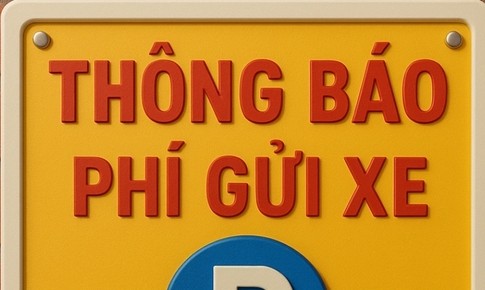 THÔNG BÁO
PHÍ GỬI XE
P